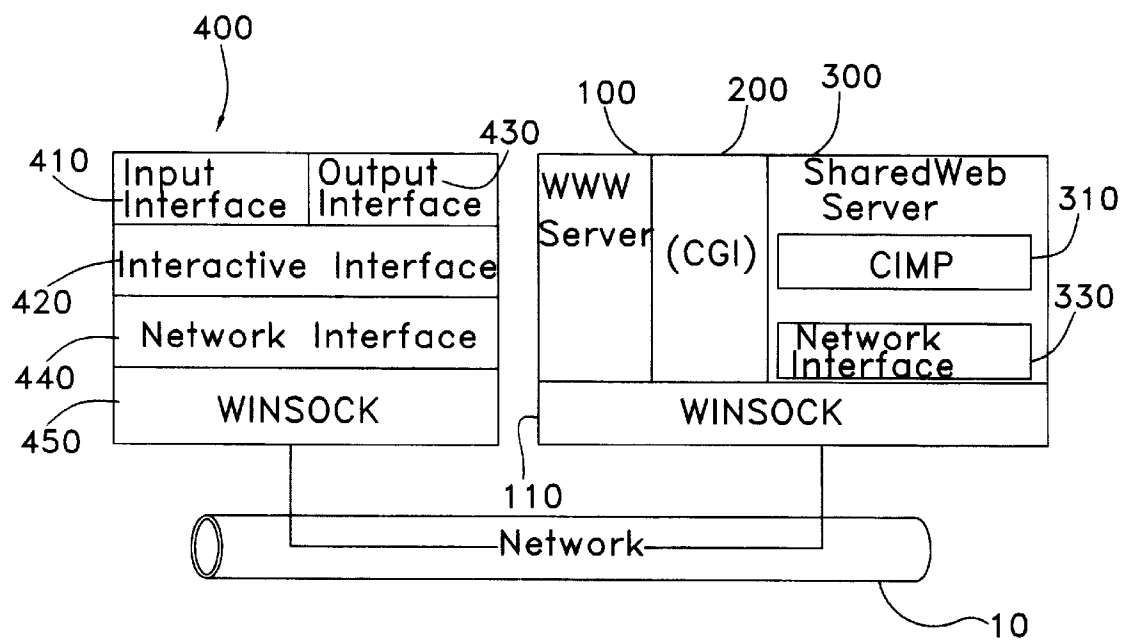 400
100
200
300
410
Input
Interface
Output
Interface
430
WWW
Server
(CGI)
SharedWeb
Server
310
CIMP
420
Interactive Interface
330
Network
Interface
440
Network Interface
450
WINSOCK
WINSOCK
110
Network
10